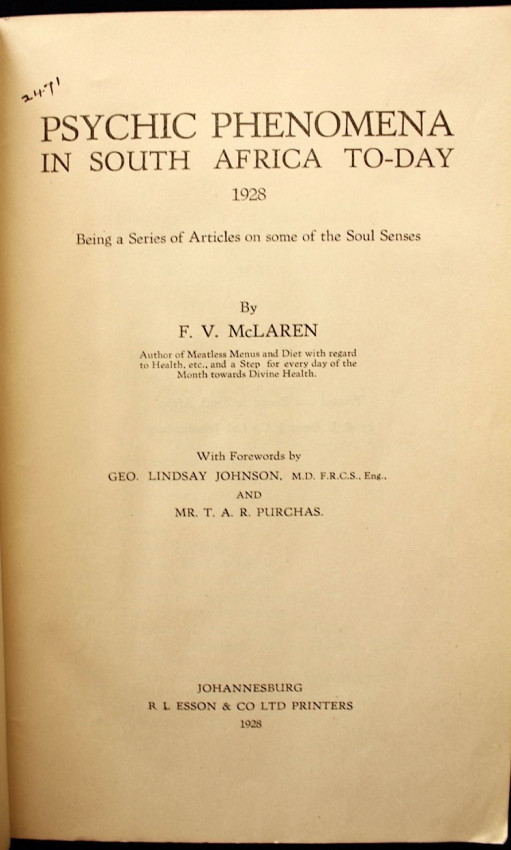 24.71
PSYCHIC PHENOMENA
IN SOUTH AFRICA TO-DAY
1928
Being a Series of Articles on some of the Soul Senses
By
F. V. McLAREN
Author of Meatless Menus and Diet with regard
to Health, etc., and a Step for every day of the
Month towards Divine Health.
With Forewords by
GEO. LINDSAY JOHNSON, M.D. F.R.C.S., Eng.,
AND
MR. T. A. R. PURCHAS.
JOHANNESBURG
R L ESSON & CO LTD PRINTERS
1928